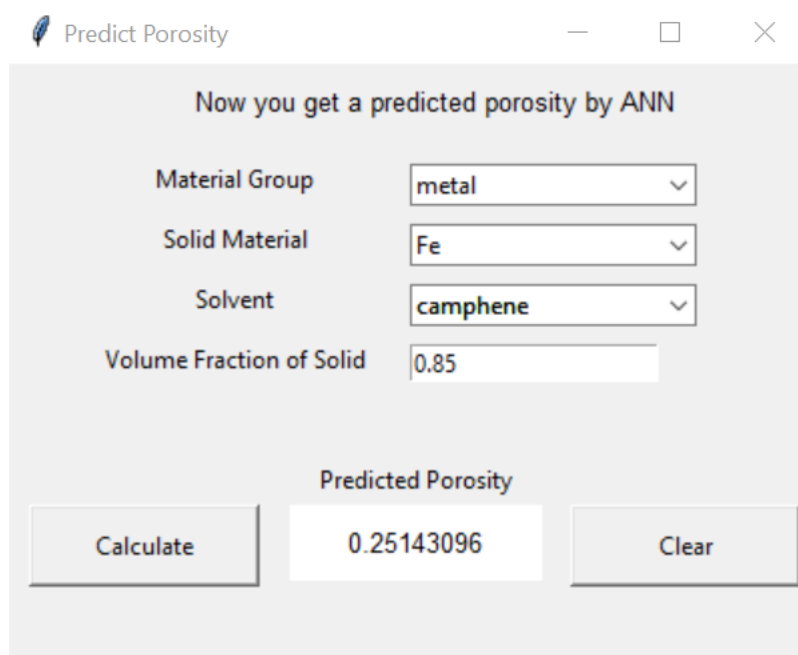 Predict Porosity
Now you get a predicted porosity by ANN
Material Group metal
Solid Material Fe
Solvent camphene
Volume Fraction of Solid 0.85
Predicted Porosity
Calculate 0.25143096 Clear